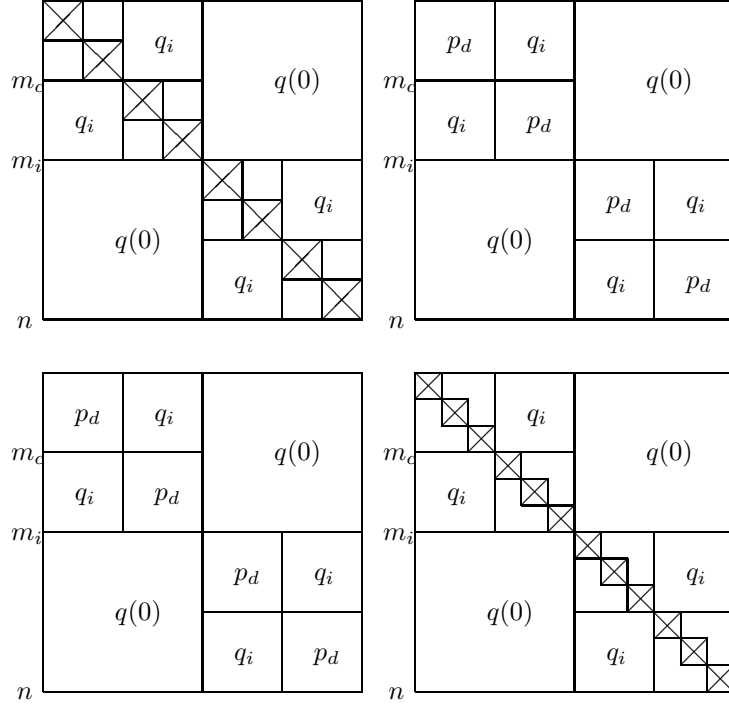 q_i p_d q_i
m_c q(0) m_c q(0)
q_i q_i p_d
m_i m_i
q_i p_d q_i
q(0) q(0)
q_i q_i p_d
n n
p_d q_i q_i
m_c q(0) m_c q(0)
q_i p_d q_i
m_i m_i
p_d q_i q_i
q(0) q(0)
q_i p_d q_i
n n